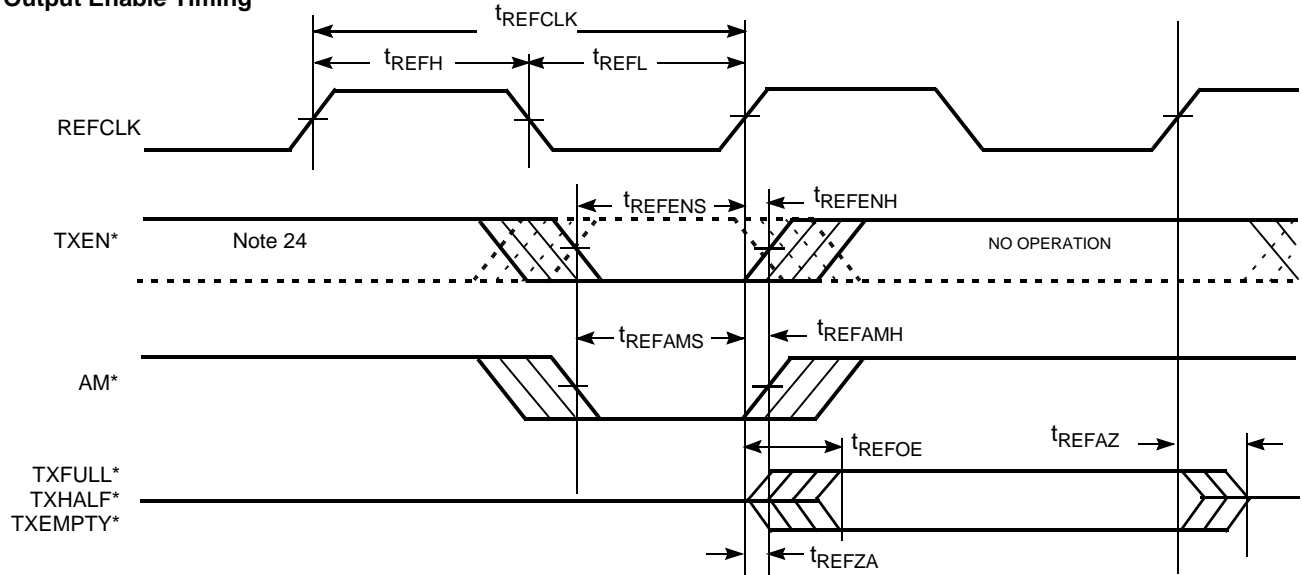 Output Enable Timing
tREFCLK
tREFH
tREFL
REFCLK
tREFENS
tREFENH
TXEN*
Note 24
NO OPERATION
tREFAMS
tREFAMH
AM*
tREFOE
tREFAZ
TXFULL*
TXHALF*
TXEMPTY*
tREFZA